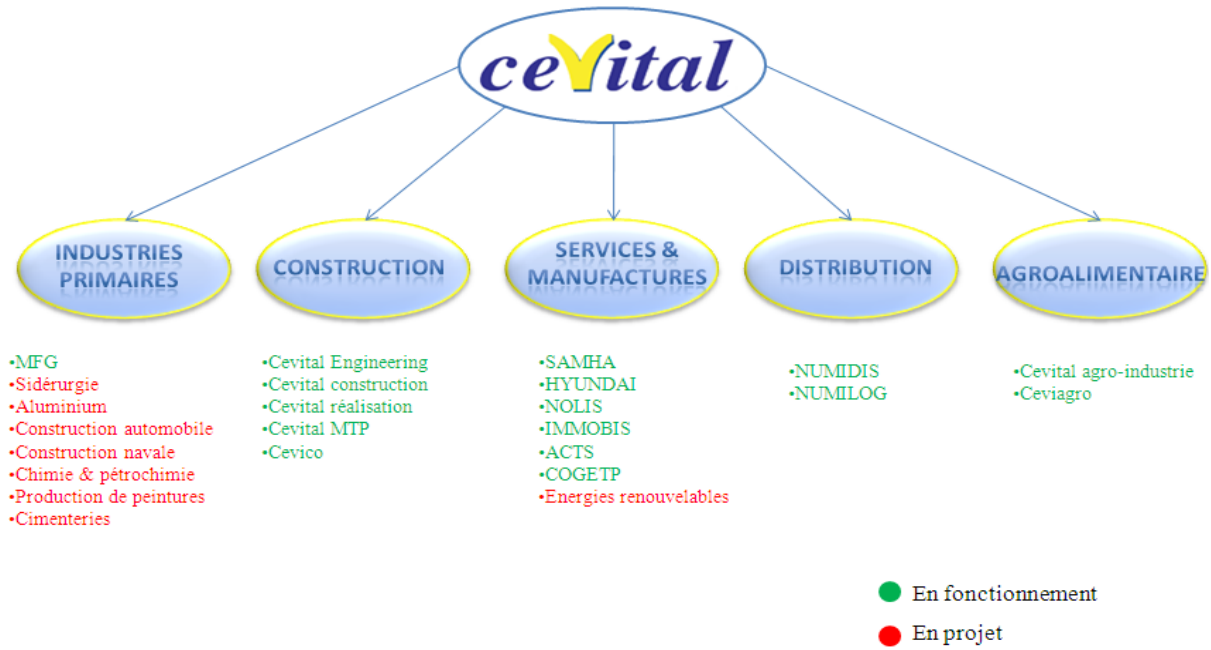 cevital
INDUSTRIES
PRIMAIRES
CONSTRUCTION
SERVICES &
MANUFACTURES
DISTRIBUTION
AGROALIMENTAIRE
•MFG
•Sidérurgie
•Aluminium
•Construction automobile
•Construction navale
•Chimie & pétrochimie
•Production de peintures
•Cimenteries
•Cevital Engineering
•Cevital construction
•Cevital réalisation
•Cevital MTP
•Cevico
•SAMHA
•HYUNDAI
•NOLIS
•IMMOBIS
•ACTS
•COGETP
•Energies renouvelables
•NUMIDIS
•NUMILOG
•Cevital agro-industrie
•Ceviagro
En fonctionnement
En projet